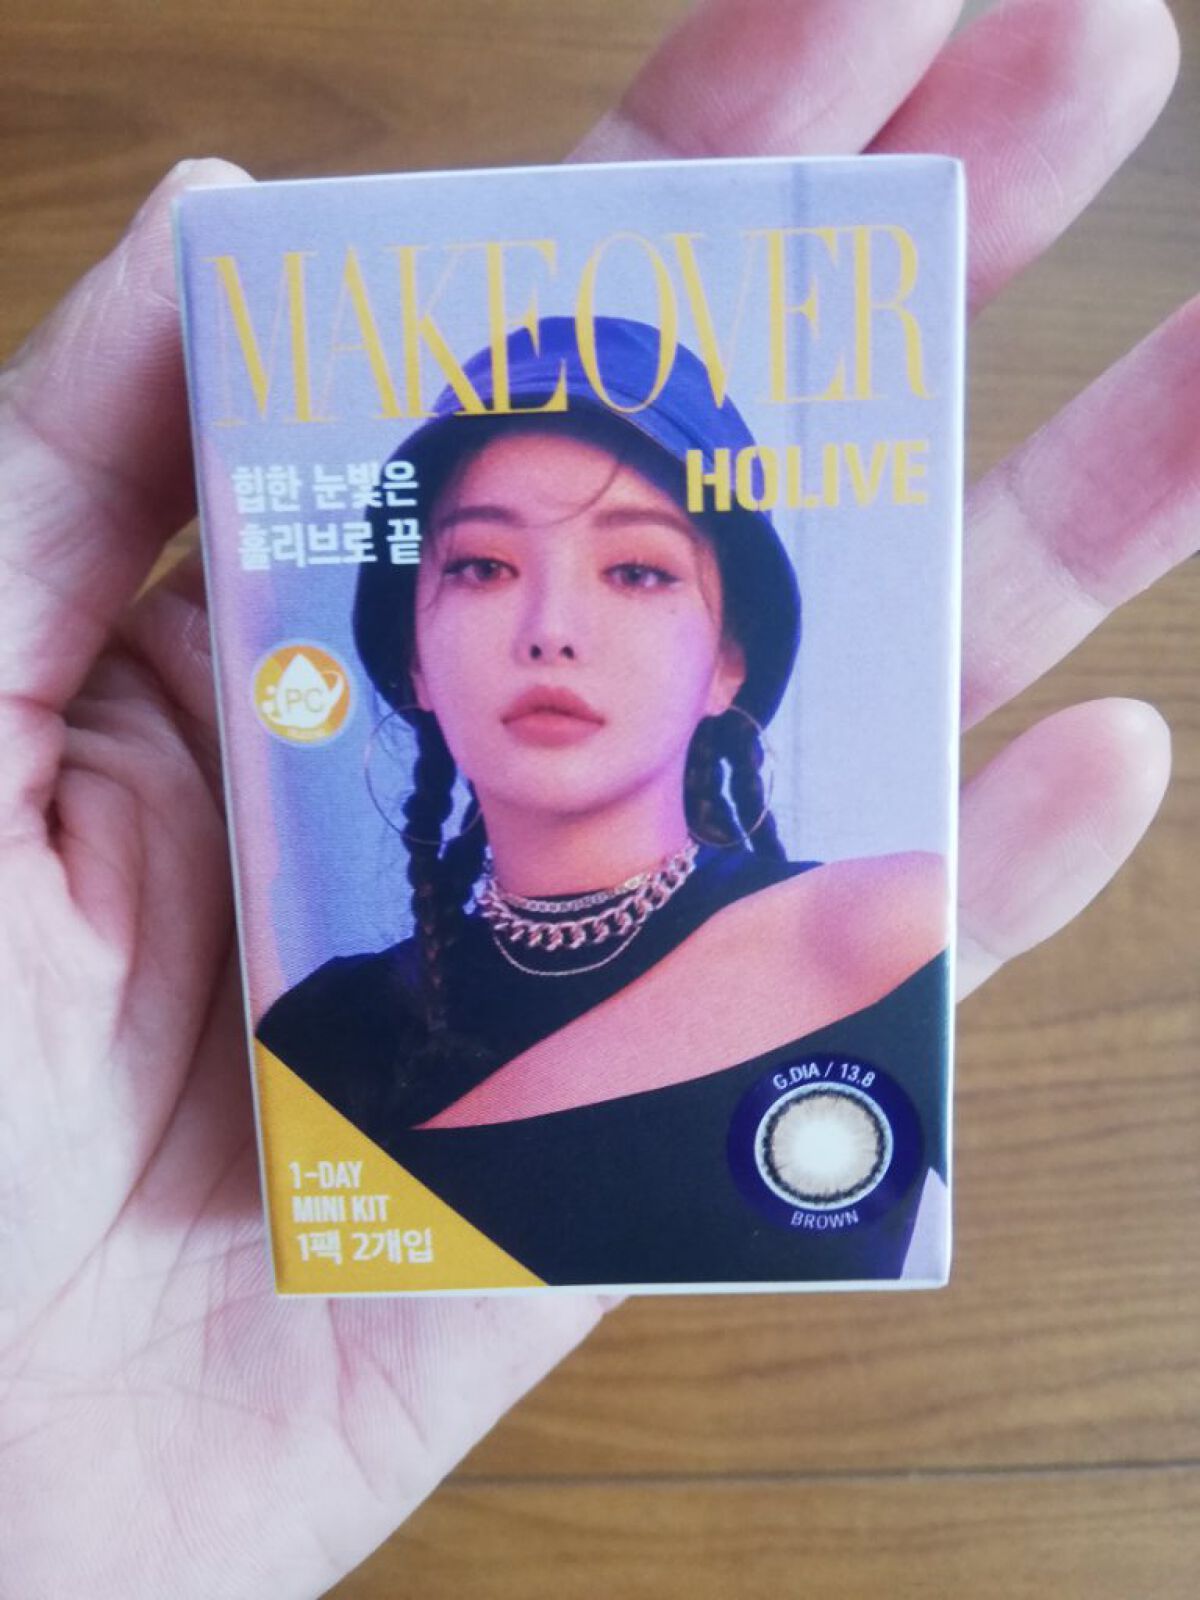 MAKEOVER
HOLIVE
힙한 눈빛은
홀리브로 끝
PC
G.DIA / 13.8
BROWN
1-DAY
MINI KIT
1팩 2개입